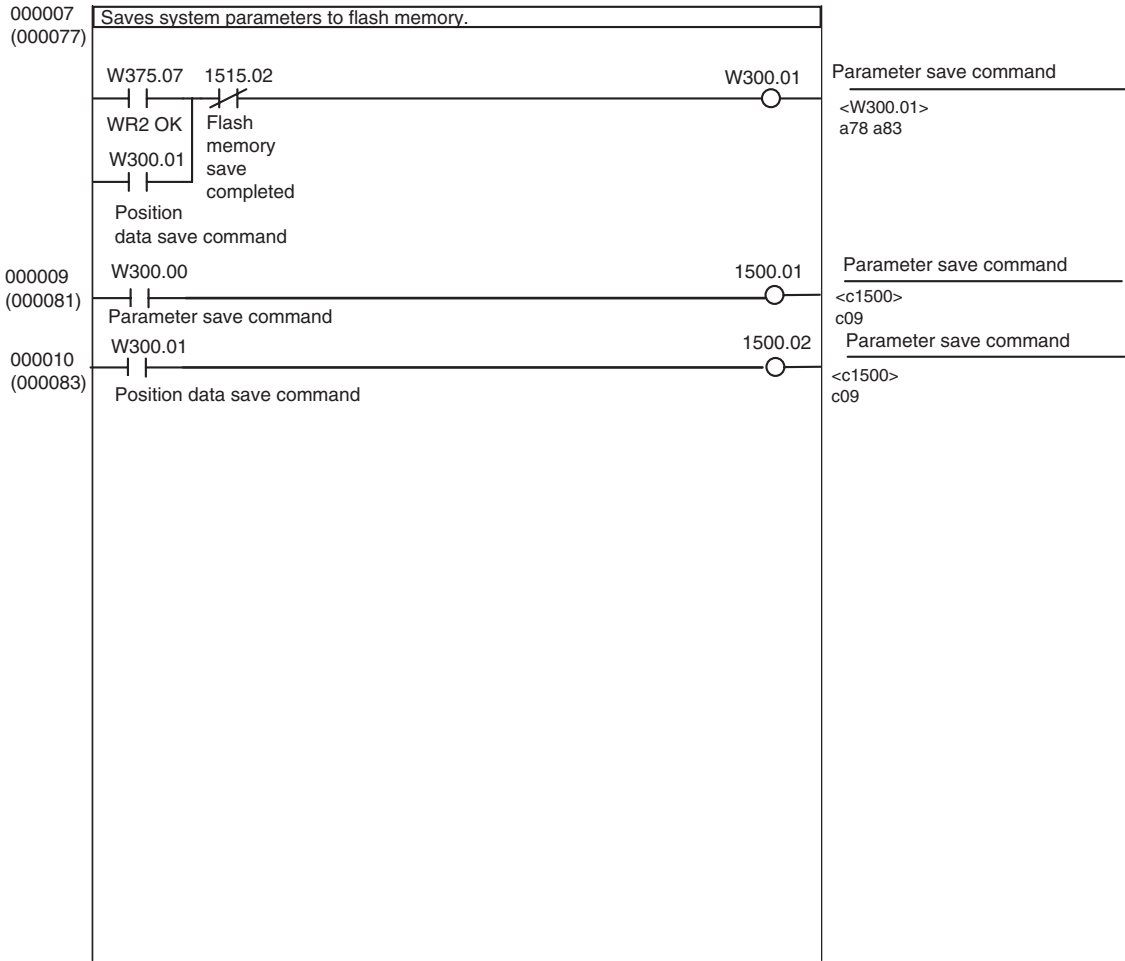 000007
(000077)
Saves system parameters to flash memory.
W375.07 1515.02 W300.01
Parameter save command
WR2 OK
Flash
memory
save
completed
<W300.01>
a78 a83
W300.01
Position
data save command
000009
(000081)
W300.00 1500.01
Parameter save command
Parameter save command
<c1500>
c09
000010
(000083)
W300.01 1500.02
Position data save command
Parameter save command
<c1500>
c09